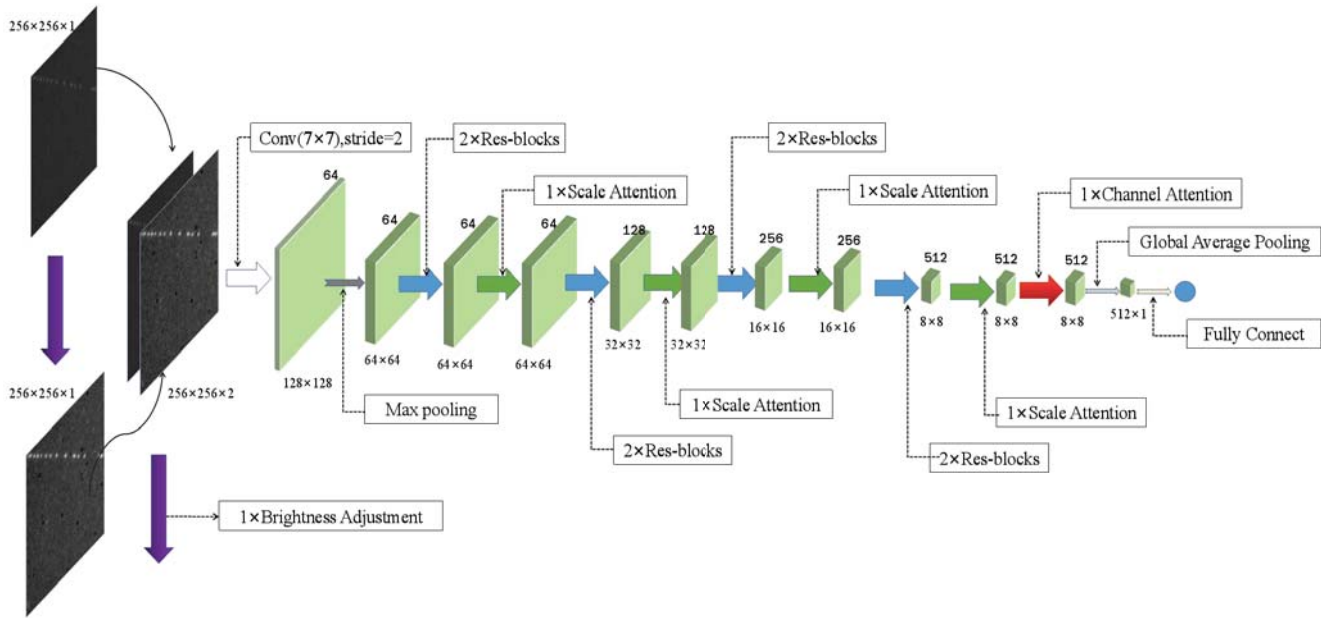 256×256×1
Conv(7×7),stride=2
2×Res-blocks
2×Res-blocks
1×Scale Attention
1×Scale Attention
1×Channel Attention
Global Average Pooling
64
64
64
64
128
128
256
256
512
512
512
128×128
64×64
64×64
64×64
32×32
32×32
16×16
16×16
8×8
8×8
8×8
512×1
Fully Connect
256×256×1
256×256×2
Max pooling
1×Scale Attention
1×Scale Attention
2×Res-blocks
2×Res-blocks
1×Brightness Adjustment